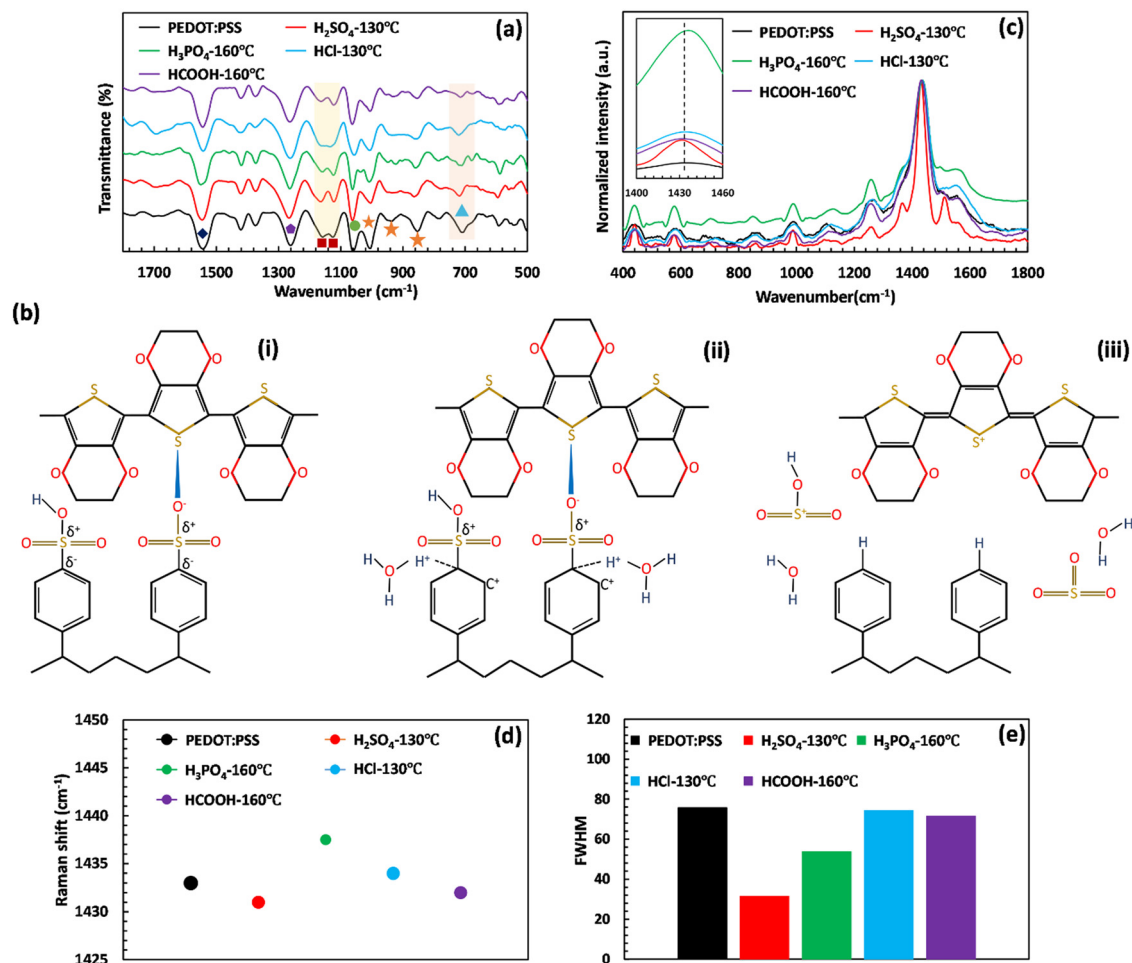 (a)
PEDOT:PSS
H₂SO₄-130℃
H₃PO₄-160℃
HCl-130℃
HCOOH-160℃
Transmittance (%)
1700 1500 1300 1100 900 700 500
Wavenumber (cm⁻¹)
(c)
PEDOT:PSS
H₂SO₄-130℃
H₃PO₄-160℃
HCl-130℃
HCOOH-160℃
1400 1430 1460
Normalized intensity (a.u.)
400 600 800 1000 1200 1400 1600 1800
Wavenumber(cm⁻¹)
(b)
(i)
O O
S S
S
O O O O
O⁻
H
O
δ⁺ δ⁺
O S O O S O
δ⁻ δ⁻
(ii)
O O
S S
S
O O O O
O⁻
H
O
δ⁺ δ⁺
O S O O S O
H O H⁺ H⁺ O H
H C⁺ C⁺ H
(iii)
O O
S S
S⁺
O O O O
H
O
O S⁺ O
H O
H
H H
O H
H
O
O S O
(d)
PEDOT:PSS
H₂SO₄-130℃
H₃PO₄-160℃
HCl-130℃
HCOOH-160℃
Raman shift (cm⁻¹)
1450
1445
1440
1435
1430
1425
(e)
PEDOT:PSS
H₂SO₄-130℃
H₃PO₄-160℃
HCl-130℃
HCOOH-160℃
FWHM
120
100
80
60
40
20
0